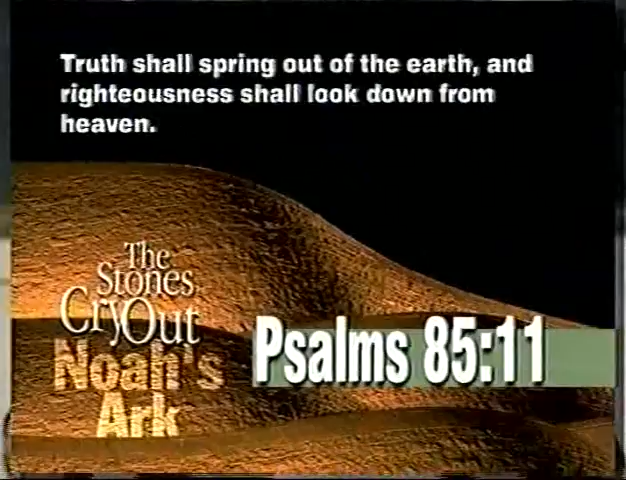 Truth shall spring out of the earth, and
righteousness shall look down from
heaven.
The
Stones
Cry Out
Noah's
Ark
Psalms 85:11